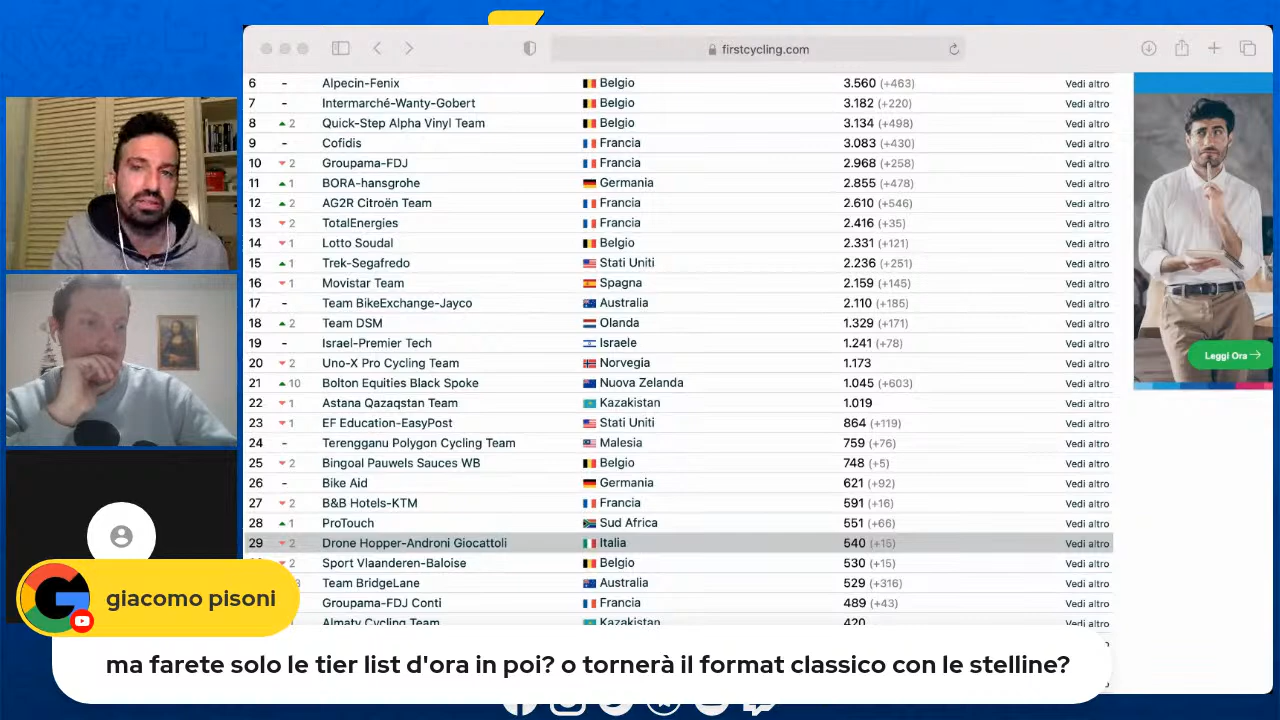 firstcycling.com
6 - Alpecin-Fenix Belgio 3.560 (+463) Vedi altro
7 - Intermarché-Wanty-Gobert Belgio 3.182 (+220) Vedi altro
8 2 Quick-Step Alpha Vinyl Team Belgio 3.134 (+498) Vedi altro
9 - Cofidis Francia 3.083 (+430) Vedi altro
10 2 Groupama-FDJ Francia 2.968 (+258) Vedi altro
11 1 BORA-hansgrohe Germania 2.855 (+478) Vedi altro
12 2 AG2R Citroën Team Francia 2.610 (+546) Vedi altro
13 2 TotalEnergies Francia 2.416 (+35) Vedi altro
14 1 Lotto Soudal Belgio 2.331 (+121) Vedi altro
15 1 Trek-Segafredo Stati Uniti 2.236 (+251) Vedi altro
16 1 Movistar Team Spagna 2.159 (+145) Vedi altro
17 - Team BikeExchange-Jayco Australia 2.110 (+185) Vedi altro
18 2 Team DSM Olanda 1.329 (+171) Vedi altro
19 - Israel-Premier Tech Israele 1.241 (+78) Vedi altro
20 2 Uno-X Pro Cycling Team Norvegia 1.173 Vedi altro
21 10 Bolton Equities Black Spoke Nuova Zelanda 1.045 (+603) Vedi altro
22 1 Astana Qazaqstan Team Kazakistan 1.019 Vedi altro
23 1 EF Education-EasyPost Stati Uniti 864 (+119) Vedi altro
24 - Terengganu Polygon Cycling Team Malesia 759 (+76) Vedi altro
25 2 Bingoal Pauwels Sauces WB Belgio 748 (+5) Vedi altro
26 - Bike Aid Germania 621 (+92) Vedi altro
27 2 B&B Hotels-KTM Francia 591 (+16) Vedi altro
28 1 ProTouch Sud Africa 551 (+66) Vedi altro
29 2 Drone Hopper-Androni Giocattoli Italia 540 (+15) Vedi altro
2 Sport Vlaanderen-Baloise Belgio 530 (+15) Vedi altro
Team BridgeLane Australia 529 (+316) Vedi altro
Groupama-FDJ Conti Francia 489 (+43) Vedi altro
Almaty Cycling Team Kazakistan 420 Vedi altro
Leggi Ora
giacomo pisoni
ma farete solo le tier list d'ora in poi? o tornerà il format classico con le stelline?